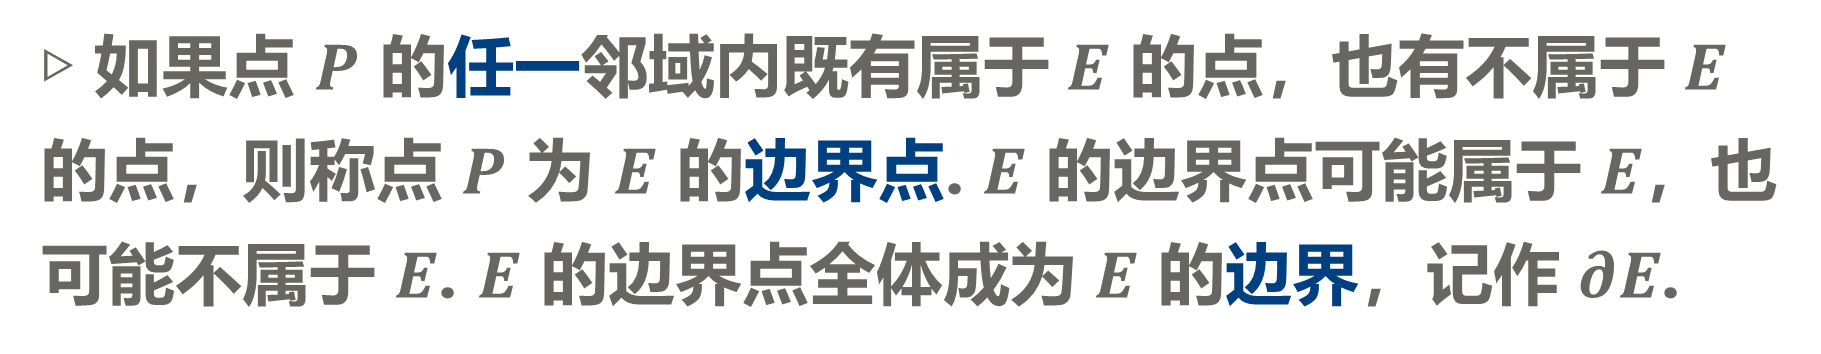 ▷ 如果点 P 的任一邻域内既有属于 E 的点，也有不属于 E
的点，则称点 P 为 E 的边界点. E 的边界点可能属于 E，也
可能不属于 E. E 的边界点全体成为 E 的边界，记作 ∂E.